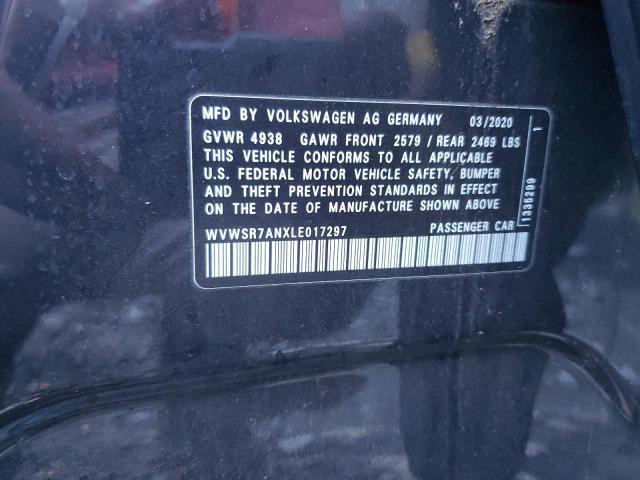 MFD BY VOLKSWAGEN AG GERMANY 03/2020
GVWR 4938 GAWR FRONT 2579 / REAR 2469 LBS
THIS VEHICLE CONFORMS TO ALL APPLICABLE
U.S. FEDERAL MOTOR VEHICLE SAFETY, BUMPER
AND THEFT PREVENTION STANDARDS IN EFFECT
ON THE DATE OF MANUFACTURE SHOWN ABOVE
WVWSR7ANXLE017297 PASSENGER CAR
1335299 1